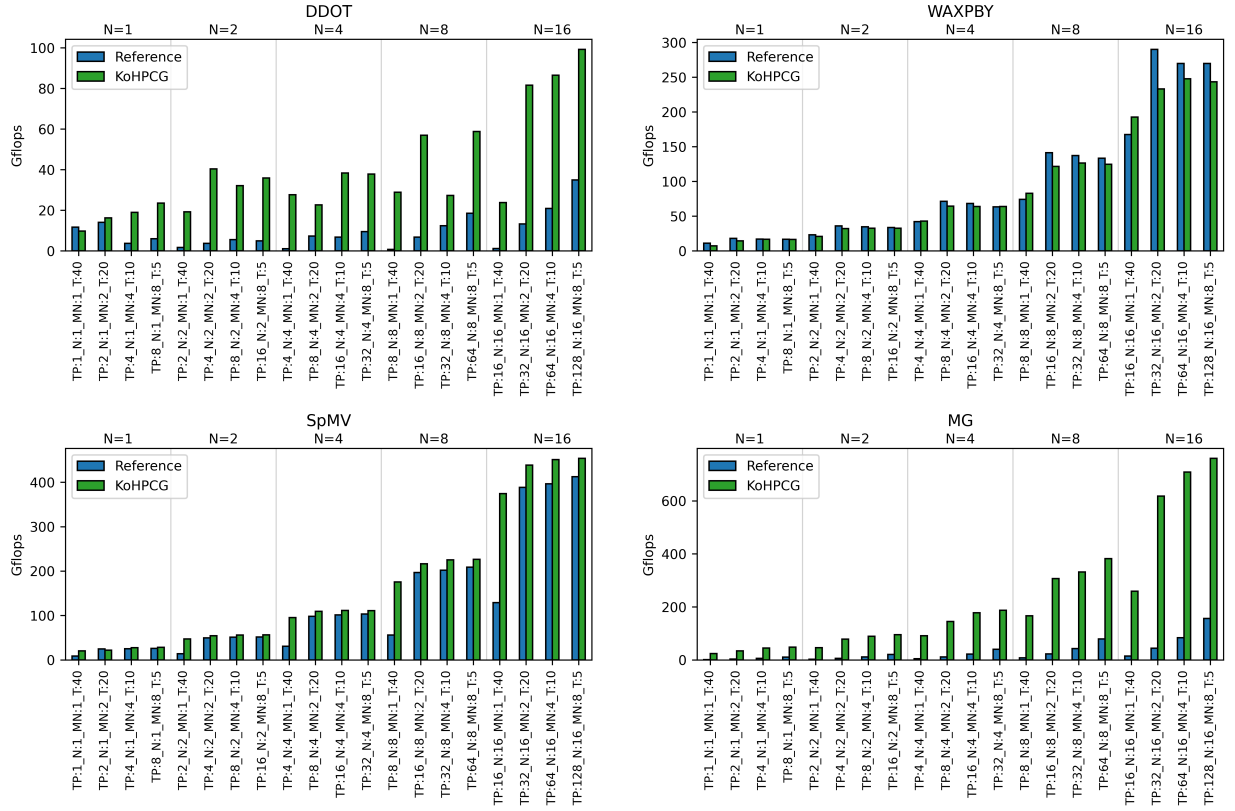 DDOT
N=1 N=2 N=4 N=8 N=16
Reference
KoHPCG
Gflops
100
80
60
40
20
0
TP:1_N:1_MN:1_T:40
TP:2_N:1_MN:2_T:20
TP:4_N:1_MN:4_T:10
TP:8_N:1_MN:8_T:5
TP:2_N:2_MN:1_T:40
TP:4_N:2_MN:2_T:20
TP:8_N:2_MN:4_T:10
TP:16_N:2_MN:8_T:5
TP:4_N:4_MN:1_T:40
TP:8_N:4_MN:2_T:20
TP:16_N:4_MN:4_T:10
TP:32_N:4_MN:8_T:5
TP:8_N:8_MN:1_T:40
TP:16_N:8_MN:2_T:20
TP:32_N:8_MN:4_T:10
TP:64_N:8_MN:8_T:5
TP:16_N:16_MN:1_T:40
TP:32_N:16_MN:2_T:20
TP:64_N:16_MN:4_T:10
TP:128_N:16_MN:8_T:5
WAXPBY
N=1 N=2 N=4 N=8 N=16
Reference
KoHPCG
Gflops
300
250
200
150
100
50
0
TP:1_N:1_MN:1_T:40
TP:2_N:1_MN:2_T:20
TP:4_N:1_MN:4_T:10
TP:8_N:1_MN:8_T:5
TP:2_N:2_MN:1_T:40
TP:4_N:2_MN:2_T:20
TP:8_N:2_MN:4_T:10
TP:16_N:2_MN:8_T:5
TP:4_N:4_MN:1_T:40
TP:8_N:4_MN:2_T:20
TP:16_N:4_MN:4_T:10
TP:32_N:4_MN:8_T:5
TP:8_N:8_MN:1_T:40
TP:16_N:8_MN:2_T:20
TP:32_N:8_MN:4_T:10
TP:64_N:8_MN:8_T:5
TP:16_N:16_MN:1_T:40
TP:32_N:16_MN:2_T:20
TP:64_N:16_MN:4_T:10
TP:128_N:16_MN:8_T:5
SpMV
N=1 N=2 N=4 N=8 N=16
Reference
KoHPCG
Gflops
400
300
200
100
0
TP:1_N:1_MN:1_T:40
TP:2_N:1_MN:2_T:20
TP:4_N:1_MN:4_T:10
TP:8_N:1_MN:8_T:5
TP:2_N:2_MN:1_T:40
TP:4_N:2_MN:2_T:20
TP:8_N:2_MN:4_T:10
TP:16_N:2_MN:8_T:5
TP:4_N:4_MN:1_T:40
TP:8_N:4_MN:2_T:20
TP:16_N:4_MN:4_T:10
TP:32_N:4_MN:8_T:5
TP:8_N:8_MN:1_T:40
TP:16_N:8_MN:2_T:20
TP:32_N:8_MN:4_T:10
TP:64_N:8_MN:8_T:5
TP:16_N:16_MN:1_T:40
TP:32_N:16_MN:2_T:20
TP:64_N:16_MN:4_T:10
TP:128_N:16_MN:8_T:5
MG
N=1 N=2 N=4 N=8 N=16
Reference
KoHPCG
Gflops
600
400
200
0
TP:1_N:1_MN:1_T:40
TP:2_N:1_MN:2_T:20
TP:4_N:1_MN:4_T:10
TP:8_N:1_MN:8_T:5
TP:2_N:2_MN:1_T:40
TP:4_N:2_MN:2_T:20
TP:8_N:2_MN:4_T:10
TP:16_N:2_MN:8_T:5
TP:4_N:4_MN:1_T:40
TP:8_N:4_MN:2_T:20
TP:16_N:4_MN:4_T:10
TP:32_N:4_MN:8_T:5
TP:8_N:8_MN:1_T:40
TP:16_N:8_MN:2_T:20
TP:32_N:8_MN:4_T:10
TP:64_N:8_MN:8_T:5
TP:16_N:16_MN:1_T:40
TP:32_N:16_MN:2_T:20
TP:64_N:16_MN:4_T:10
TP:128_N:16_MN:8_T:5